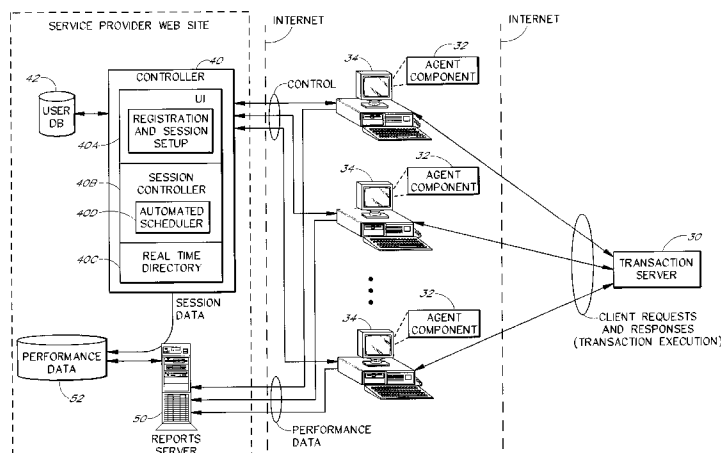 SERVICE PROVIDER WEB SITE
INTERNET
INTERNET
42
USER
DB
40
CONTROLLER
UI
REGISTRATION
AND SESSION
SETUP
40A
40B
SESSION
CONTROLLER
40D
AUTOMATED
SCHEDULER
40C
REAL TIME
DIRECTORY
SESSION
DATA
PERFORMANCE
DATA
52
50
REPORTS
SERVER
CONTROL
34
32
AGENT
COMPONENT
34
32
AGENT
COMPONENT
34
32
AGENT
COMPONENT
PERFORMANCE
DATA
30
TRANSACTION
SERVER
CLIENT REQUESTS
AND RESPONSES
(TRANSACTION EXECUTION)